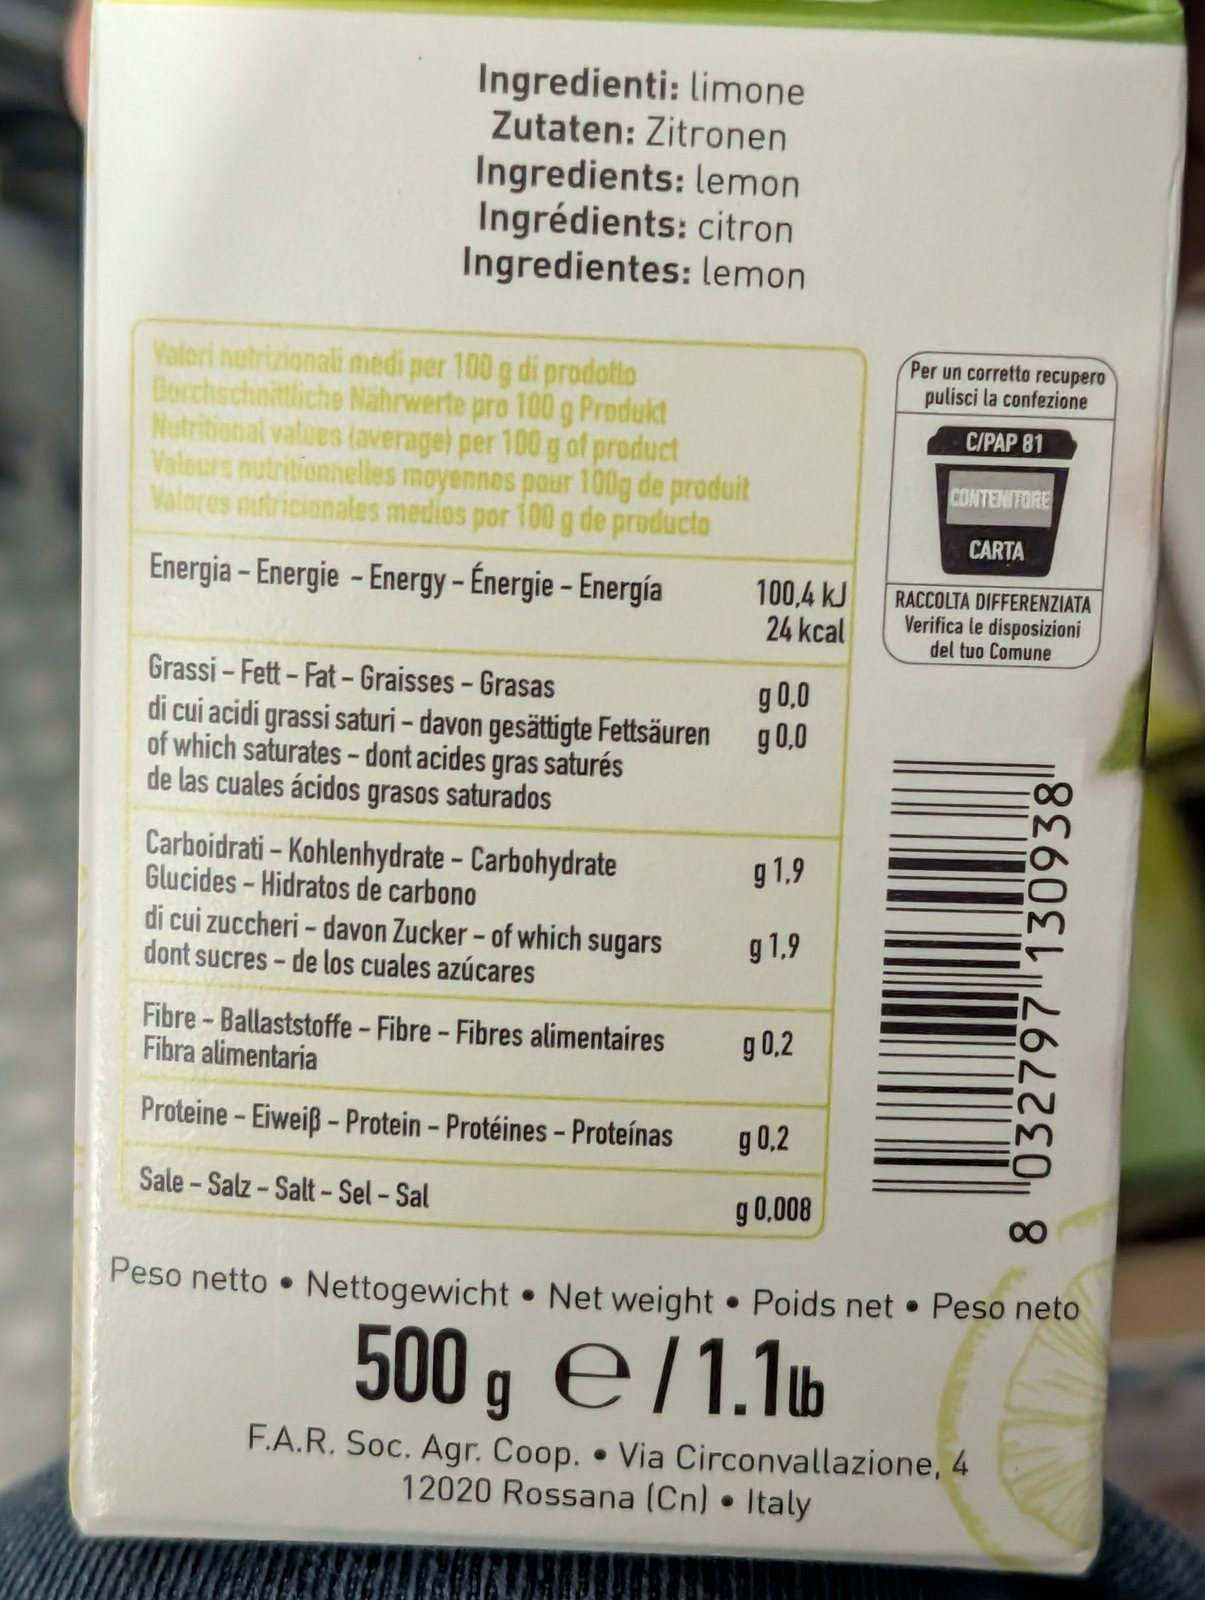 Ingredienti: limone
Zutaten: Zitronen
Ingredients: lemon
Ingrédients: citron
Ingredientes: lemon
Valori nutrizionali medi per 100 g di prodotto
Durchschnittliche Nährwerte pro 100 g Produkt
Nutritional values (average) per 100 g of product
Valeurs nutritionnelles moyennes pour 100g de produit
Valores nutricionales medios por 100 g de producto
Energia - Energie - Energy - Énergie - Energía 100,4 kJ
24 kcal
Grassi - Fett - Fat - Graisses - Grasas g 0,0
di cui acidi grassi saturi - davon gesättigte Fettsäuren g 0,0
of which saturates - dont acides gras saturés
de las cuales ácidos grasos saturados
Carboidrati - Kohlenhydrate - Carbohydrate g 1,9
Glucides - Hidratos de carbono
di cui zuccheri - davon Zucker - of which sugars g 1,9
dont sucres - de los cuales azúcares
Fibre - Ballaststoffe - Fibre - Fibres alimentaires g 0,2
Fibra alimentaria
Proteine - Eiweiβ - Protein - Protéines - Proteínas g 0,2
Sale - Salz - Salt - Sel - Sal g 0,008
Per un corretto recupero
pulisci la confezione
C/PAP 81
CONTENITORE
CARTA
RACCOLTA DIFFERENZIATA
Verifica le disposizioni
del tuo Comune
8 032797 130938
Peso netto • Nettogewicht • Net weight • Poids net • Peso neto
500 g ℮ / 1.1 lb
F.A.R. Soc. Agr. Coop. • Via Circonvallazione, 4
12020 Rossana (Cn) • Italy